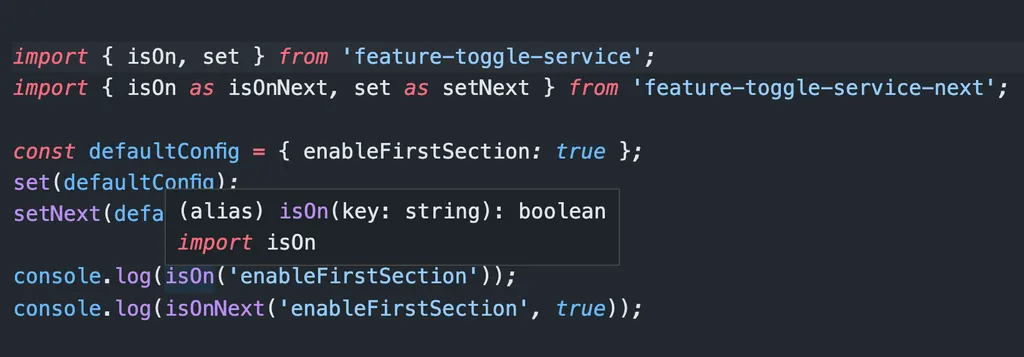 import { isOn, set } from 'feature-toggle-service';
import { isOn as isOnNext, set as setNext } from 'feature-toggle-service-next';
const defaultConfig = { enableFirstSection: true };
set(defaultConfig);
setNext(defa
(alias) isOn(key: string): boolean
import isOn
console.log(isOn('enableFirstSection'));
console.log(isOnNext('enableFirstSection', true));